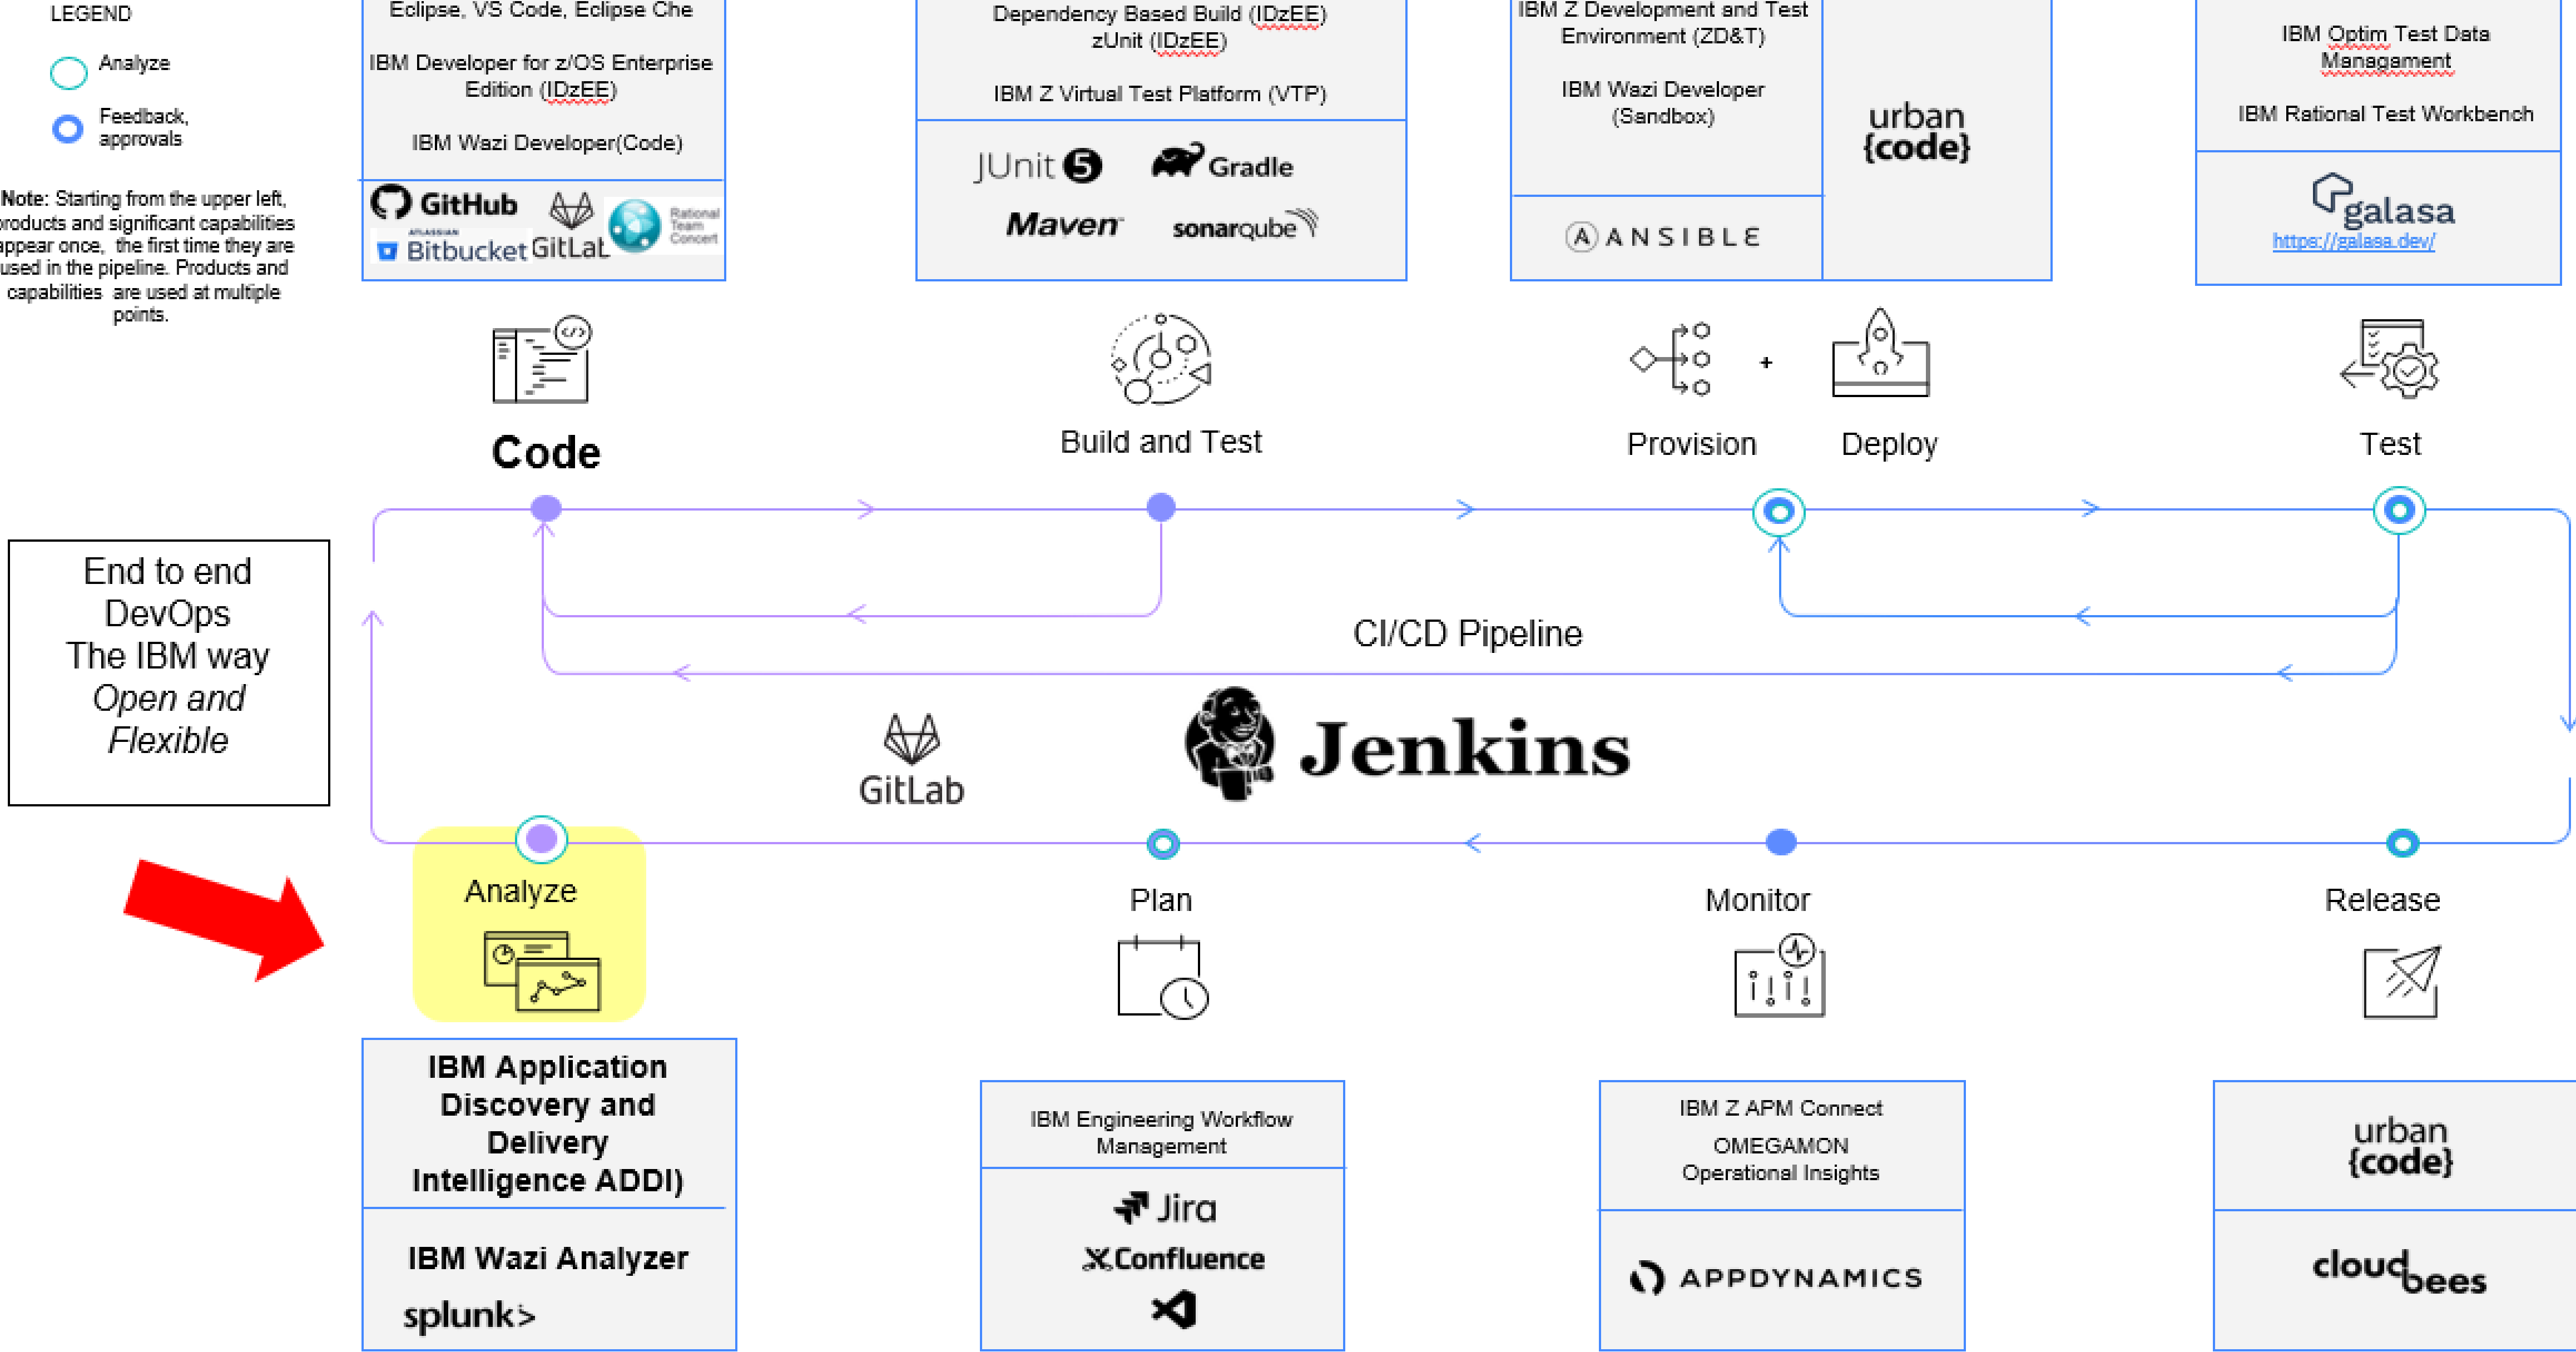 LEGEND
Analyze
Feedback,
approvals
Note: Starting from the upper left,
products and significant capabilities
appear once, the first time they are
used in the pipeline. Products and
capabilities are used at multiple
points.
Eclipse, VS Code, Eclipse Che
IBM Developer for z/OS Enterprise
Edition (IDzEE)
IBM Wazi Developer(Code)
GitHub
GitLab
Rational
Team
Concert
ATLASSIAN
Bitbucket
Dependency Based Build (IDzEE)
zUnit (IDzEE)
IBM Z Virtual Test Platform (VTP)
JUnit 5
Gradle
Maven
sonarqube
IBM Z Development and Test
Environment (ZD&T)
IBM Wazi Developer
(Sandbox)
ANSIBLE
urban
{code}
IBM Optim Test Data
Managament
IBM Rational Test Workbench
galasa
https://galasa.dev/
Code
Build and Test
Provision
+
Deploy
Test
End to end
DevOps
The IBM way
Open and
Flexible
CI/CD Pipeline
GitLab
Jenkins
Analyze
Plan
Monitor
Release
IBM Application
Discovery and
Delivery
Intelligence ADDI)
IBM Wazi Analyzer
splunk>
IBM Engineering Workflow
Management
Jira
Confluence
IBM Z APM Connect
OMEGAMON
Operational Insights
APPDYNAMICS
urban
{code}
cloudbees